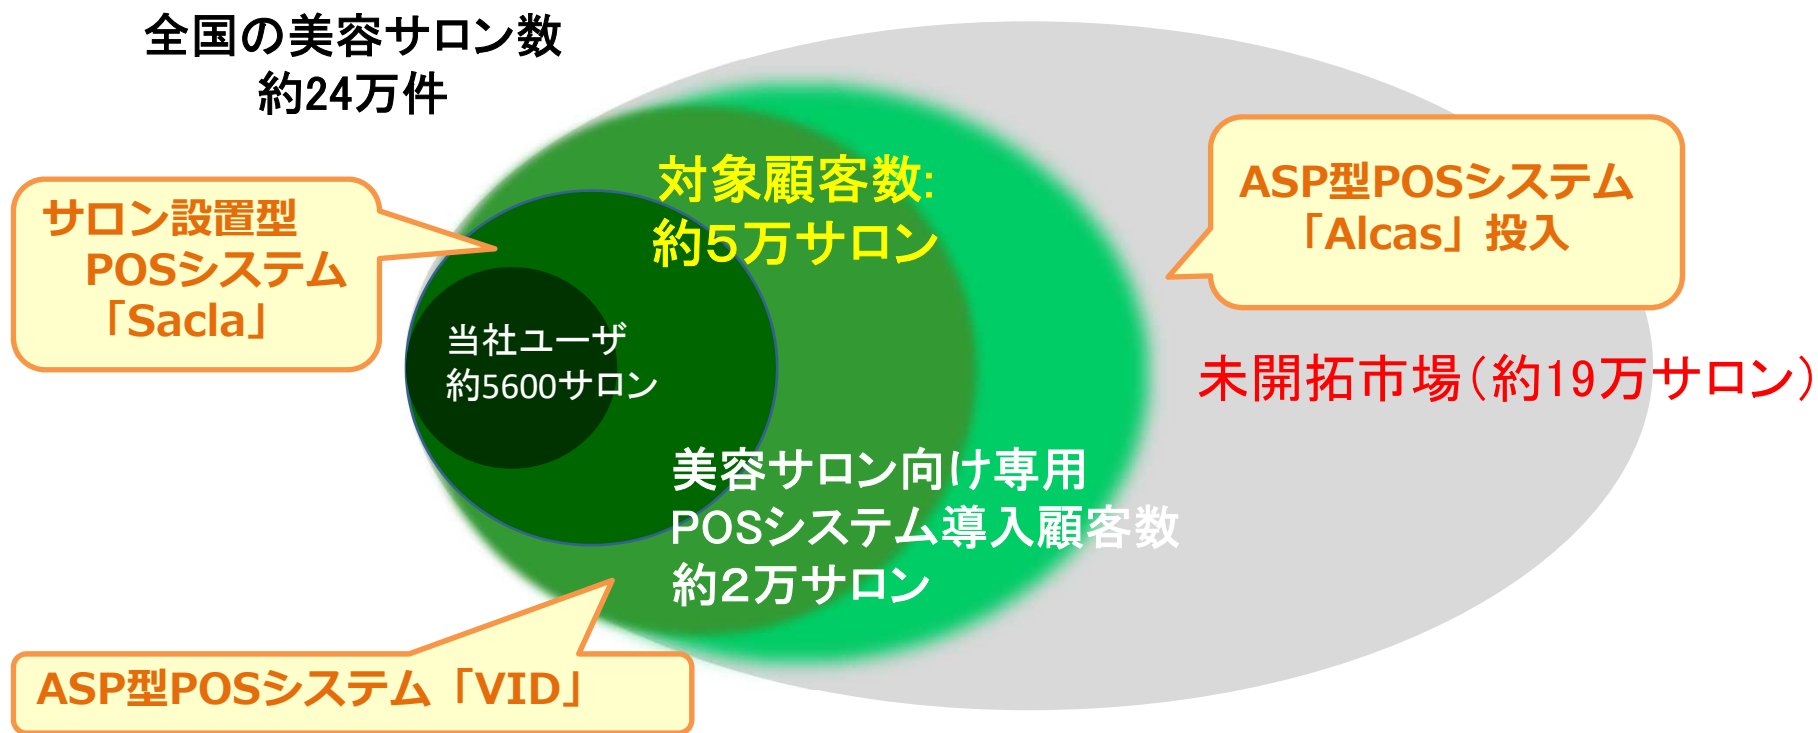 全国の美容サロン数
約24万件
対象顧客数:
約５万サロン
ASP型POSシステム
「Alcas」投入
サロン設置型
POSシステム
「Sacla」
当社ユーザ
約5600サロン
未開拓市場（約19万サロン）
美容サロン向け専用
POSシステム導入顧客数
約２万サロン
ASP型POSシステム「VID」